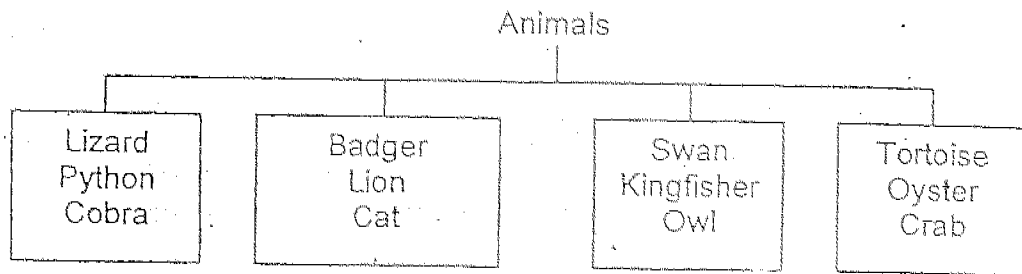 Animals
Lizard
Python
Cobra
Badger
Lion
Cat
Swan
Kingfisher
Owl
Tortoise
Oyster
Crab